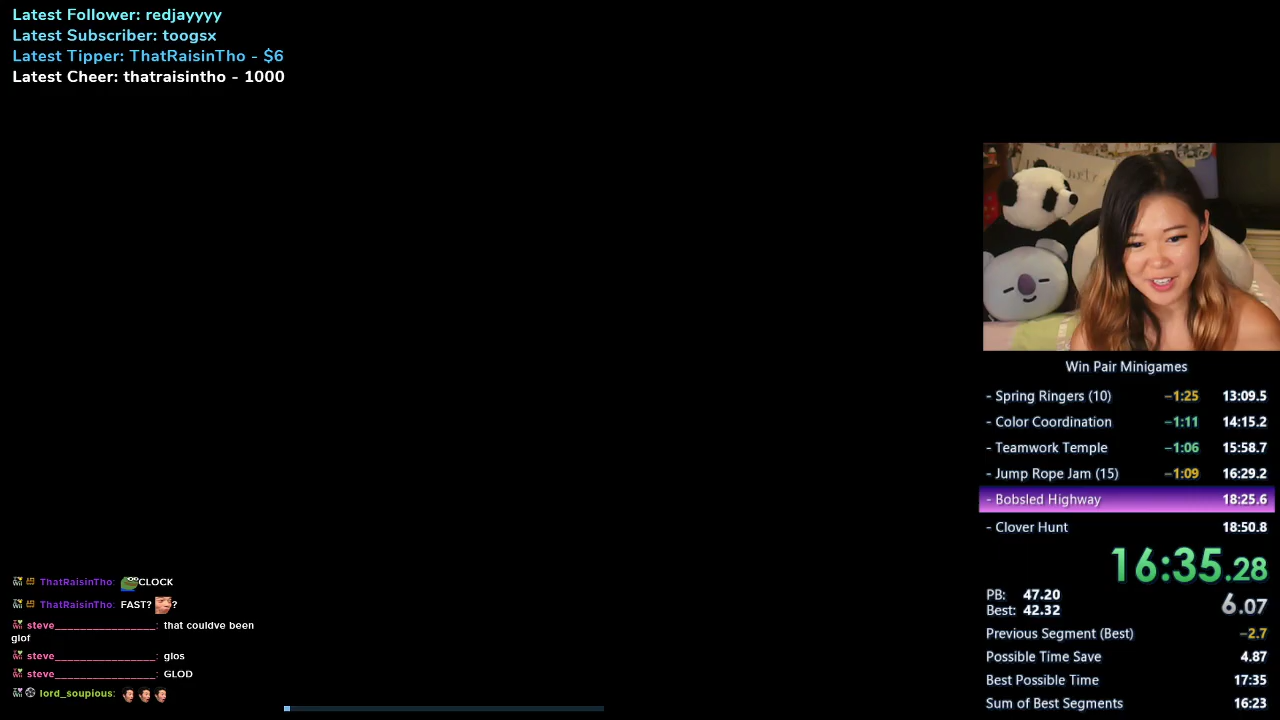 Latest Follower: redjayyyy
Latest Subscriber: toogsx
Latest Tipper: ThatRaisinTho - $6
Latest Cheer: thatraisintho - 1000
Win Pair Minigames
- Spring Ringers (10) −1:25 13:09.5
- Color Coordination −1:11 14:15.2
- Teamwork Temple −1:06 15:58.7
- Jump Rope Jam (15) −1:09 16:29.2
- Bobsled Highway 18:25.6
- Clover Hunt 18:50.8
16:35.28
PB: 47.20
Best: 42.32
6.07
Previous Segment (Best) −2.7
Possible Time Save 4.87
Best Possible Time 17:35
Sum of Best Segments 16:23
ThatRaisinTho: CLOCK
ThatRaisinTho: FAST? ?
steve_________________: that couldve been
glof
steve_________________: glos
steve_________________: GLOD
lord_soupious: